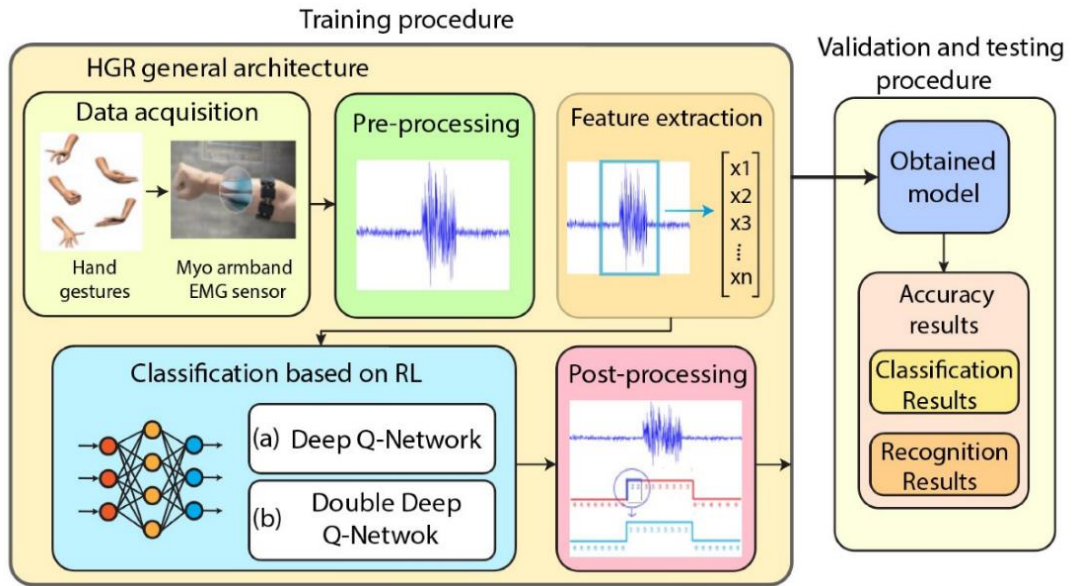 Training procedure
HGR general architecture
Data acquisition
Hand
gestures
Myo armband
EMG sensor
Pre-processing
Feature extraction
x1
x2
x3
xn
Classification based on RL
(a) Deep Q-Network
(b) Double Deep
Q-Netwok
Post-processing
Validation and testing
procedure
Obtained
model
Accuracy
results
Classification
Results
Recognition
Results